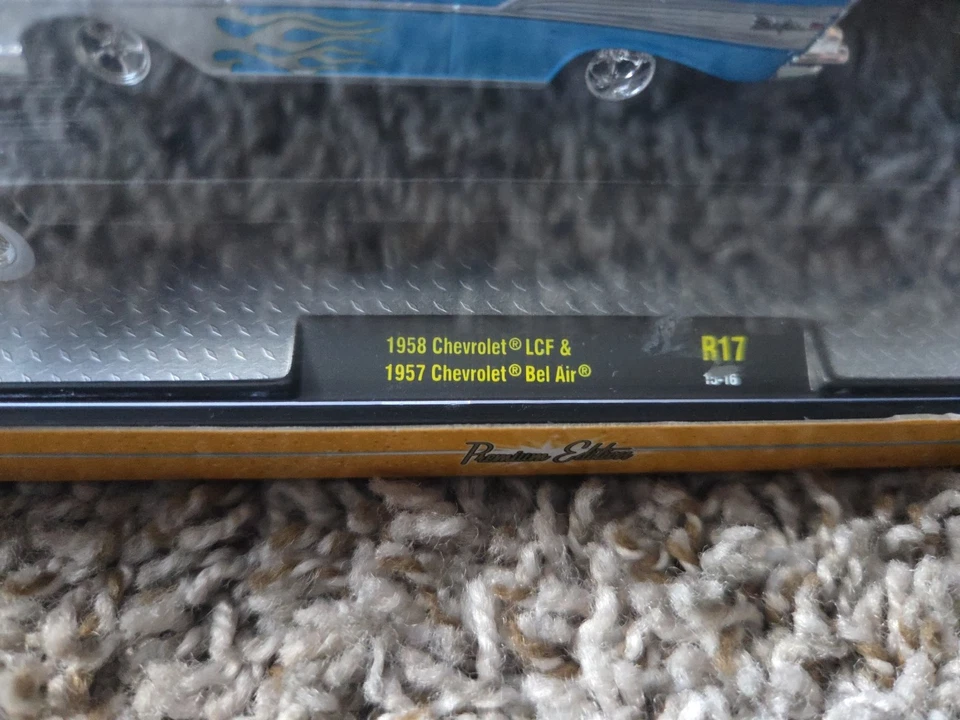 1958 Chevrolet® LCF &
1957 Chevrolet® Bel Air®
R17
15-16
Premium Edition